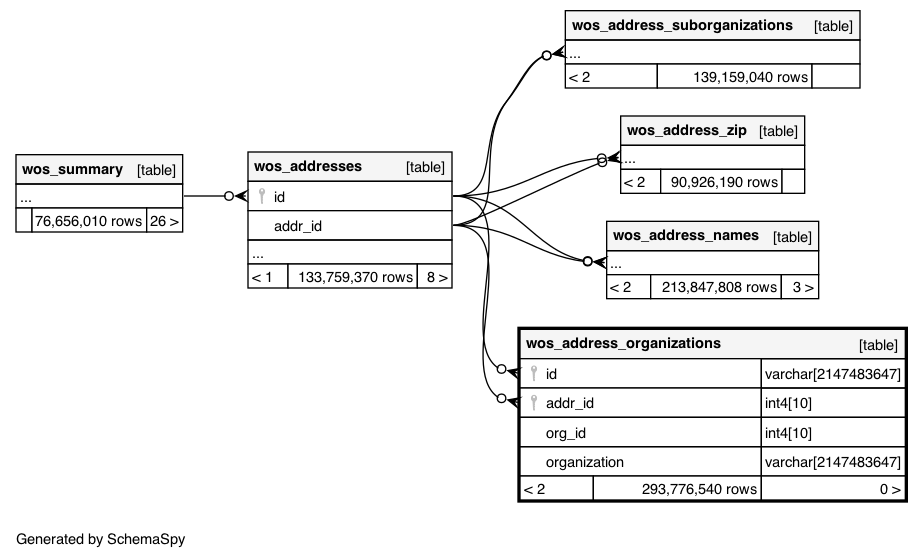 wos_address_suborganizations [table]
...
< 2 139,159,040 rows
wos_address_zip [table]
...
< 2 90,926,190 rows
wos_summary [table]
...
76,656,010 rows 26 >
wos_addresses [table]
id
addr_id
...
< 1 133,759,370 rows 8 >
wos_address_names [table]
...
< 2 213,847,808 rows 3 >
wos_address_organizations [table]
id varchar[2147483647]
addr_id int4[10]
org_id int4[10]
organization varchar[2147483647]
< 2 293,776,540 rows 0 >
Generated by SchemaSpy